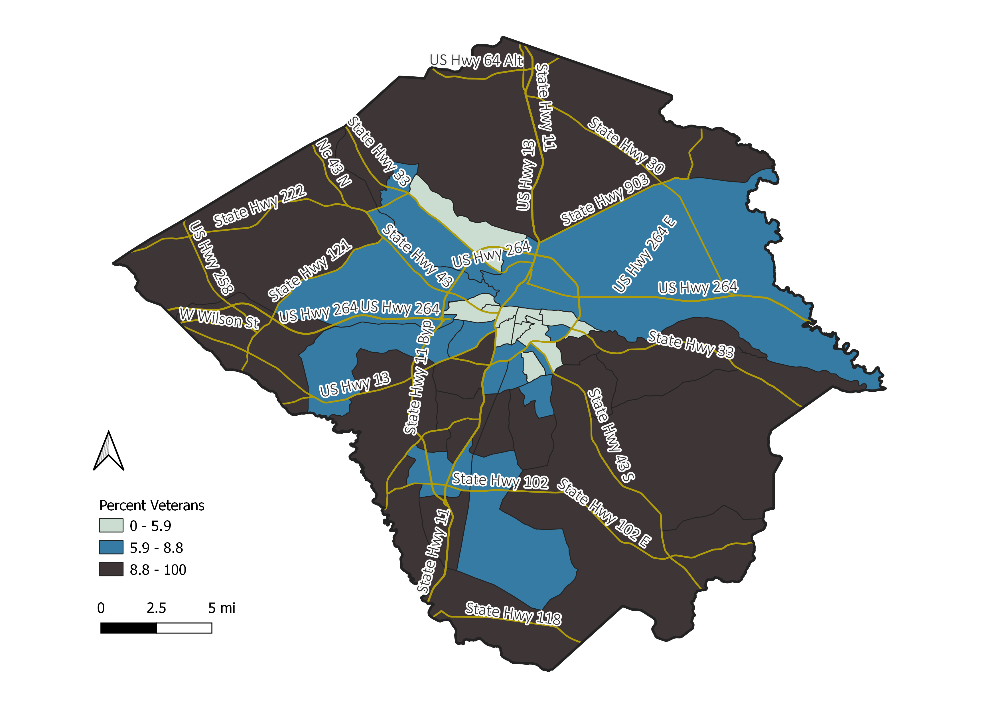 US Hwy 64 Alt
State Hwy 11
State Hwy 33
Nc 43 N
State Hwy 30
US Hwy 13
State Hwy 903
State Hwy 222
US Hwy 258
State Hwy 121
State Hwy 43
US Hwy 264
US Hwy 264 E
US Hwy 264
W Wilson St
US Hwy 264
US Hwy 264
State Hwy 11 Byp
State Hwy 33
US Hwy 13
State Hwy 43 S
State Hwy 102
State Hwy 102 E
State Hwy 11
State Hwy 118
Percent Veterans
0 - 5.9
5.9 - 8.8
8.8 - 100
0 2.5 5 mi